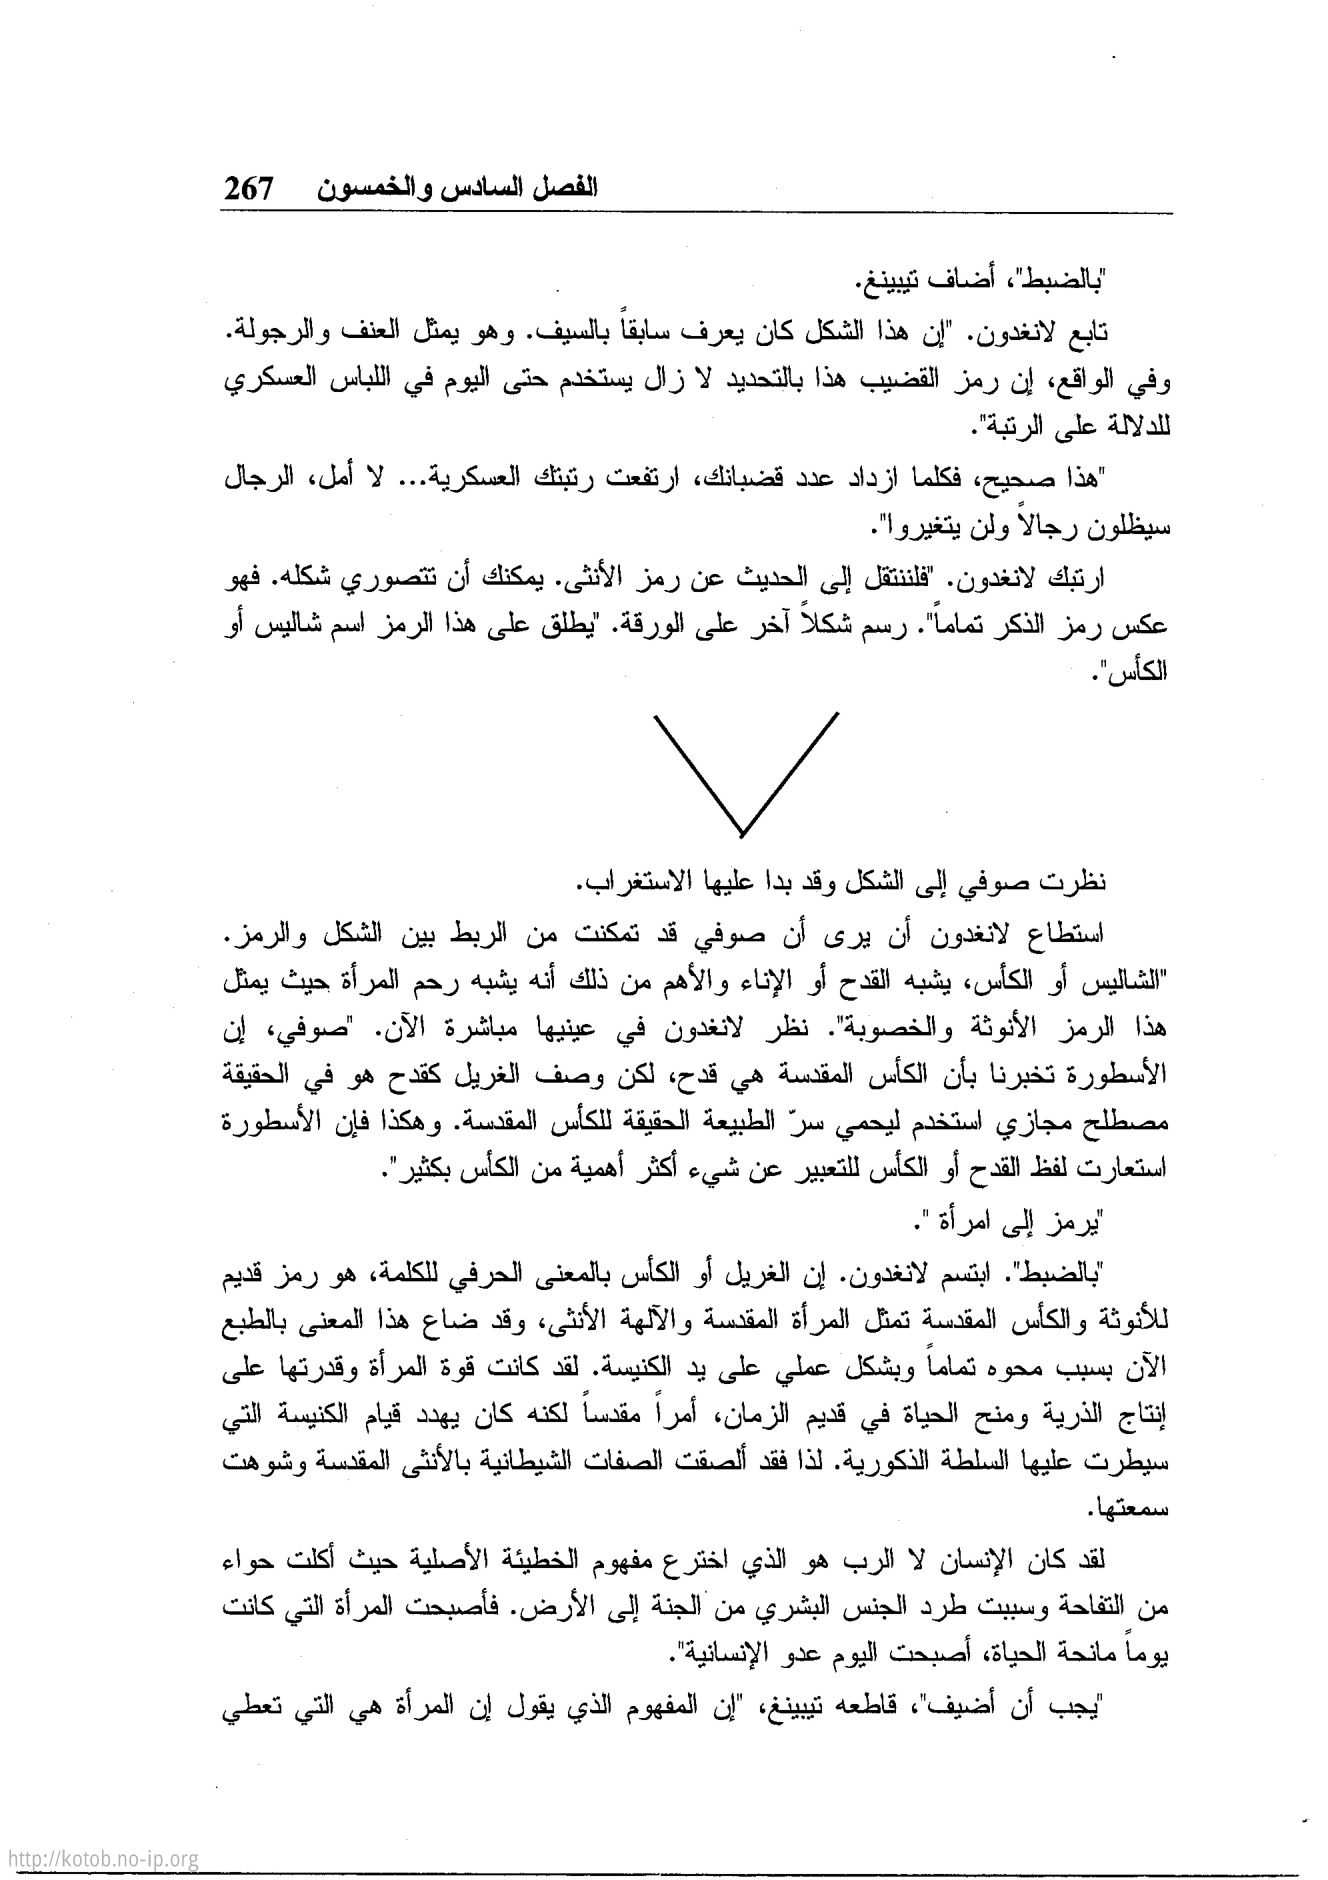 الفصل السادس والخمسون 267
"بالضبط"، أضاف تيبينغ.
تابع لانغدون. "إن هذا الشكل كان يعرف سابقاً بالسيف. وهو يمثل العنف والرجولة.
وفي الواقع، إن رمز القضيب هذا بالتحديد لا زال يستخدم حتى اليوم في اللباس العسكري
للدلالة على الرتبة".
"هذا صحيح، فكلما ازداد عدد قضبانك، ارتفعت رتبتك العسكرية... لا أمل، الرجال
سيظلون رجالاً ولن يتغيروا".
ارتبك لانغدون. "فلننتقل إلى الحديث عن رمز الأنثى. يمكنك أن تتصوري شكله. فهو
عكس رمز الذكر تماماً". رسم شكلاً آخر على الورقة. "يطلق على هذا الرمز اسم شاليس أو
الكأس".
نظرت صوفي إلى الشكل وقد بدا عليها الاستغراب.
استطاع لانغدون أن يرى أن صوفي قد تمكنت من الربط بين الشكل والرمز.
"الشاليس أو الكأس، يشبه القدح أو الإناء والأهم من ذلك أنه يشبه رحم المرأة حيث يمثل
هذا الرمز الأنوثة والخصوبة". نظر لانغدون في عينيها مباشرة الآن. "صوفي، إن
الأسطورة تخبرنا بأن الكأس المقدسة هي قدح، لكن وصف الغريل كقدح هو في الحقيقة
مصطلح مجازي استخدم ليحمي سرّ الطبيعة الحقيقة للكأس المقدسة. وهكذا فإن الأسطورة
استعارت لفظ القدح أو الكأس للتعبير عن شيء أكثر أهمية من الكأس بكثير".
"يرمز إلى امرأة ".
"بالضبط". ابتسم لانغدون. إن الغريل أو الكأس بالمعنى الحرفي للكلمة، هو رمز قديم
للأنوثة والكأس المقدسة تمثل المرأة المقدسة والآلهة الأنثى، وقد ضاع هذا المعنى بالطبع
الآن بسبب محوه تماماً وبشكل عملي على يد الكنيسة. لقد كانت قوة المرأة وقدرتها على
إنتاج الذرية ومنح الحياة في قديم الزمان، أمراً مقدساً لكنه كان يهدد قيام الكنيسة التي
سيطرت عليها السلطة الذكورية. لذا فقد ألصقت الصفات الشيطانية بالأنثى المقدسة وشوهت
سمعتها.
لقد كان الإنسان لا الرب هو الذي اخترع مفهوم الخطيئة الأصلية حيث أكلت حواء
من التفاحة وسببت طرد الجنس البشري من الجنة إلى الأرض. فأصبحت المرأة التي كانت
يوماً مانحة الحياة، أصبحت اليوم عدو الإنسانية".
"يجب أن أضيف"، قاطعه تيبينغ، "إن المفهوم الذي يقول إن المرأة هي التي تعطي
http://kotob.no-ip.org